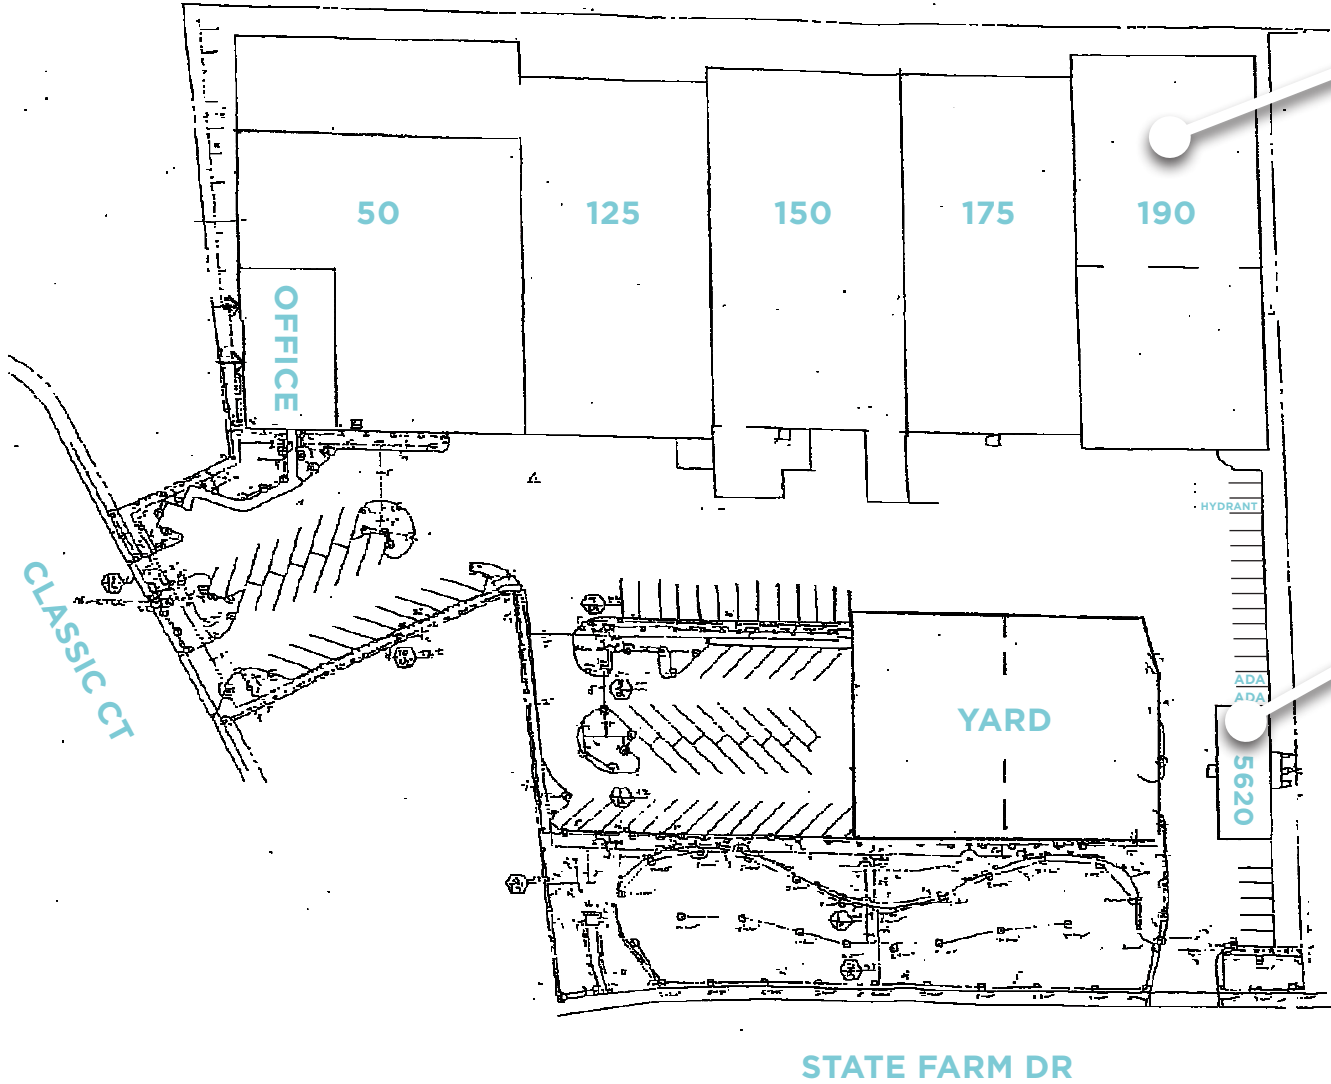 50
125
150
175
190
OFFICE
HYDRANT
CLASSIC CT
ADA
ADA
YARD
5620
STATE FARM DR